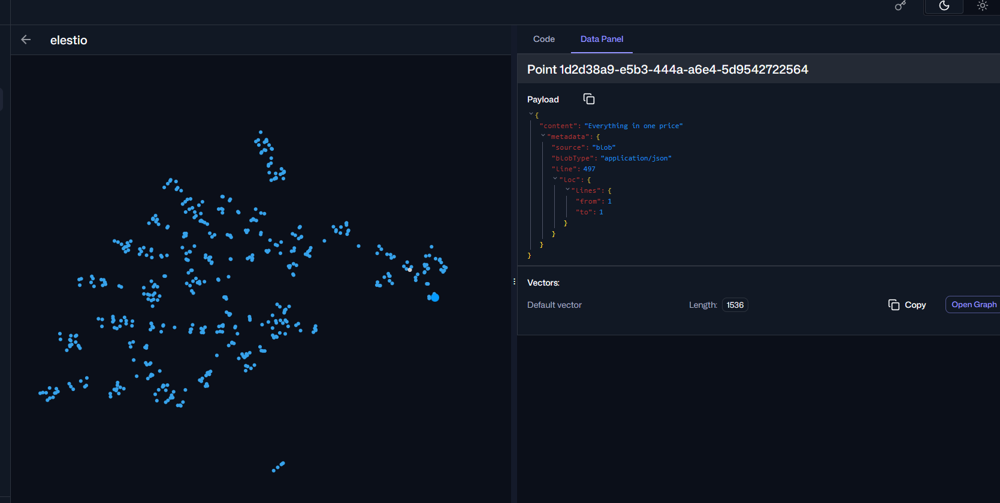 elestio
Code
Data Panel
Point 1d2d38a9-e5b3-444a-a6e4-5d9542722564
Payload
{
"content": "Everything in one price"
"metadata": {
"source": "blob"
"blobType": "application/json"
"line": 497
"loc": {
"lines": {
"from": 1
"to": 1
}
}
}
}
Vectors:
Default vector
Length: 1536
Copy
Open Graph